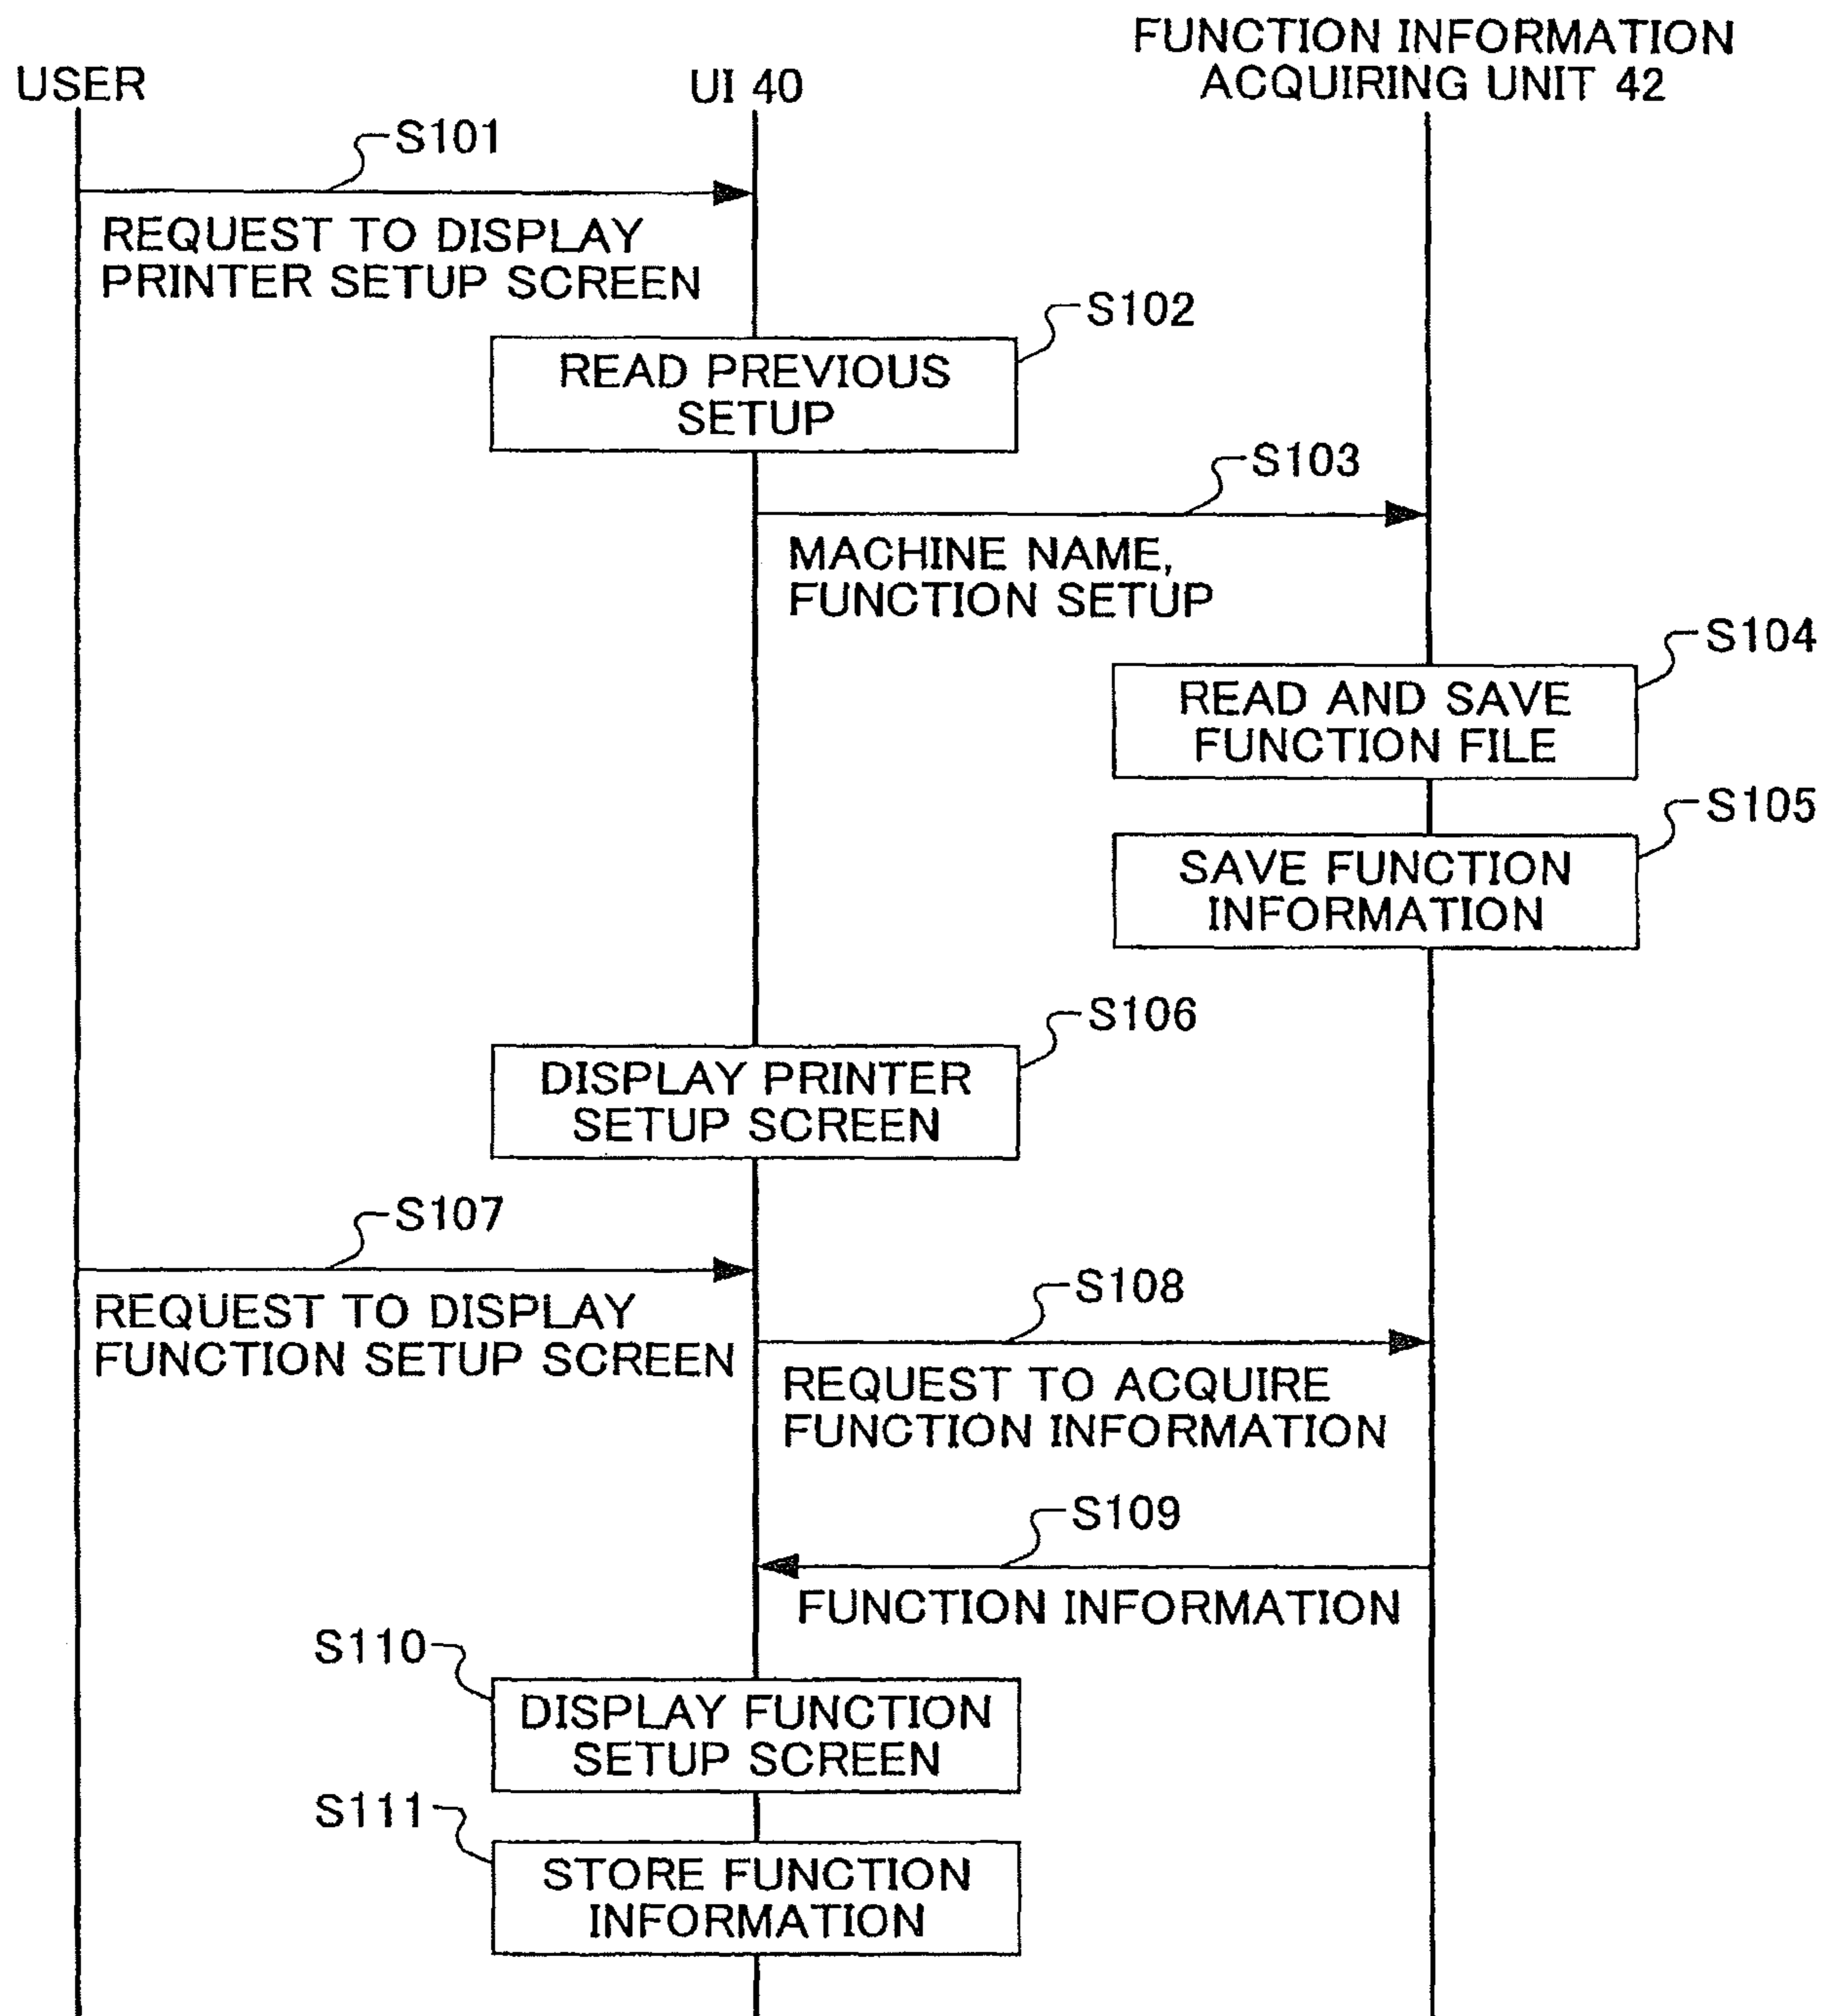 USER
UI 40
FUNCTION INFORMATION
ACQUIRING UNIT 42
S101
REQUEST TO DISPLAY
PRINTER SETUP SCREEN
S102
READ PREVIOUS
SETUP
S103
MACHINE NAME,
FUNCTION SETUP
S104
READ AND SAVE
FUNCTION FILE
S105
SAVE FUNCTION
INFORMATION
S106
DISPLAY PRINTER
SETUP SCREEN
S107
REQUEST TO DISPLAY
FUNCTION SETUP SCREEN
S108
REQUEST TO ACQUIRE
FUNCTION INFORMATION
S109
FUNCTION INFORMATION
S110
DISPLAY FUNCTION
SETUP SCREEN
S111
STORE FUNCTION
INFORMATION